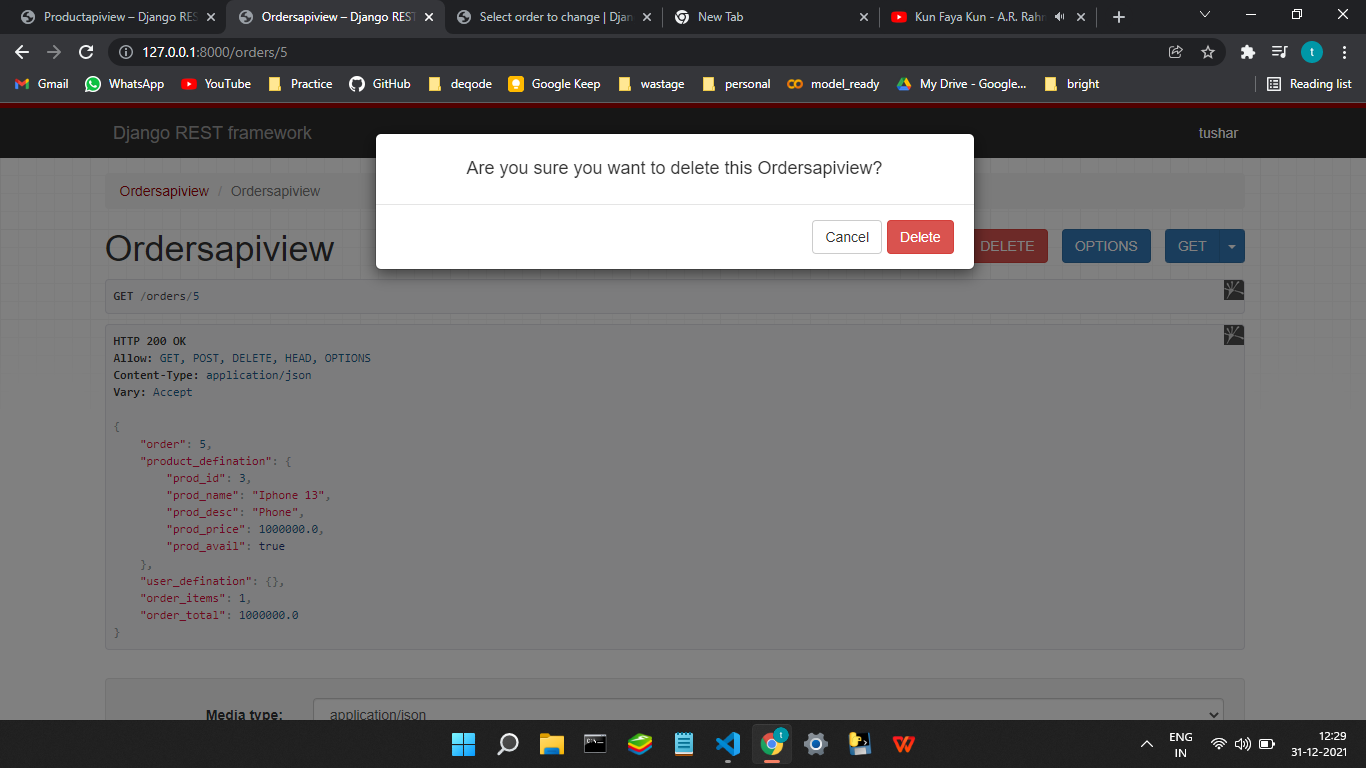 Productapiview – Django RES
Ordersapiview – Django REST
Select order to change | Djan
New Tab
Kun Faya Kun - A.R. Rahm
127.0.0.1:8000/orders/5
t
Gmail
WhatsApp
YouTube
Practice
GitHub
deqode
Google Keep
wastage
personal
model_ready
My Drive - Google...
bright
Reading list
Django REST framework
tushar
Are you sure you want to delete this Ordersapiview?
Cancel
Delete
Ordersapiview / Ordersapiview
Ordersapiview
DELETE
OPTIONS
GET
GET /orders/5
HTTP 200 OK
Allow: GET, POST, DELETE, HEAD, OPTIONS
Content-Type: application/json
Vary: Accept
{
"order": 5,
"product_defination": {
"prod_id": 3,
"prod_name": "Iphone 13",
"prod_desc": "Phone",
"prod_price": 1000000.0,
"prod_avail": true
},
"user_defination": {},
"order_items": 1,
"order_total": 1000000.0
}
Media type:
application/json
t
W
ENG
IN
12:29
31-12-2021